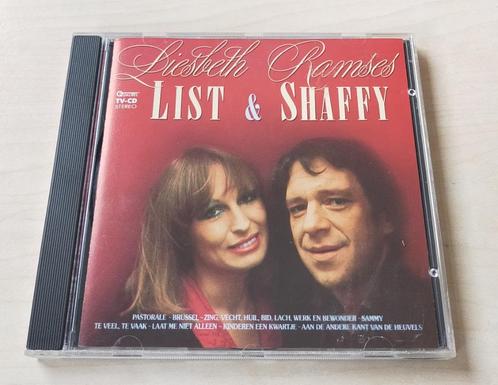 Liesbeth Ramses
LIST & SHAFFY
TV-CD
STEREO
PASTORALE - BRUSSEL - ZING, VECHT, HUIL, BID, LACH, WERK EN BEWONDER - SAMMY
TE VEEL, TE VAAK - LAAT ME NIET ALLEEN - KINDEREN EEN KWARTJE - AAN DE ANDERE KANT VAN DE HEUVELS